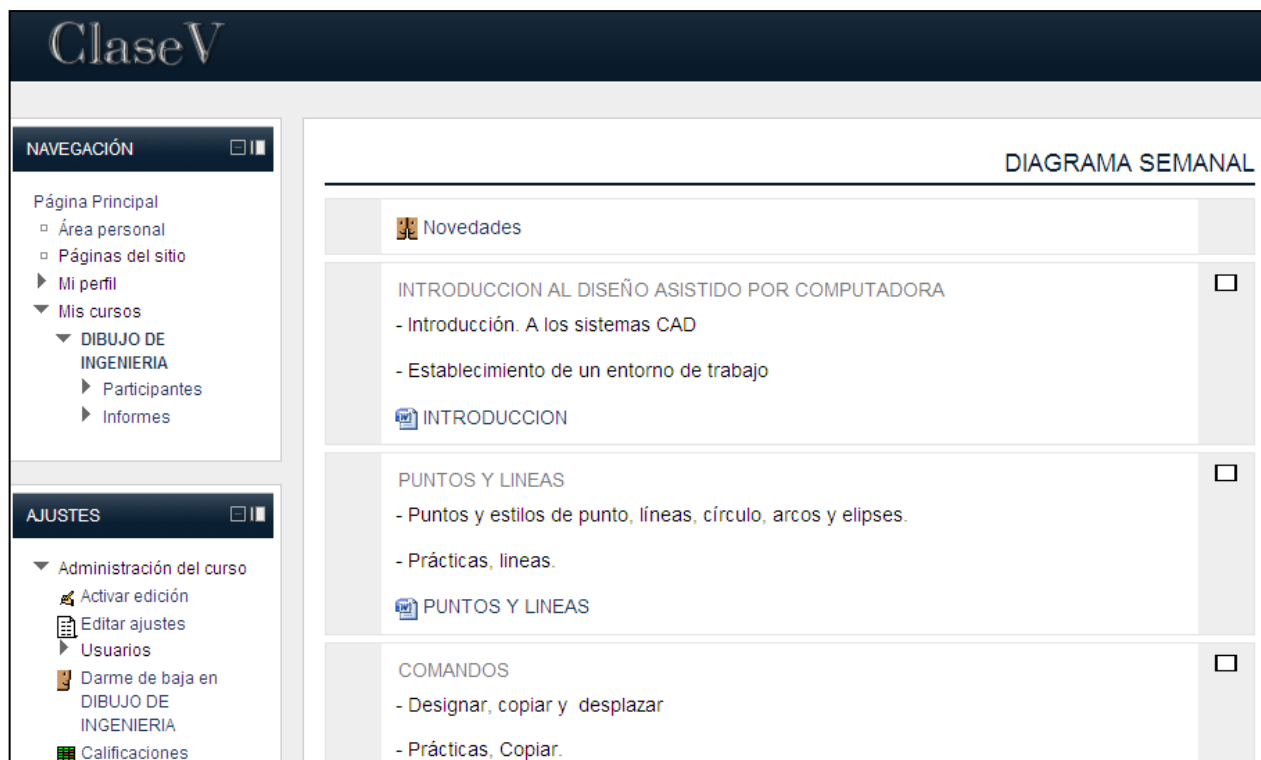 ClaseV
NAVEGACIÓN
Página Principal
Área personal
Páginas del sitio
Mi perfil
Mis cursos
DIBUJO DE
INGENIERIA
Participantes
Informes
AJUSTES
Administración del curso
Activar edición
Editar ajustes
Usuarios
Darme de baja en
DIBUJO DE
INGENIERIA
Calificaciones
DIAGRAMA SEMANAL
Novedades
INTRODUCCION AL DISEÑO ASISTIDO POR COMPUTADORA
- Introducción. A los sistemas CAD
- Establecimiento de un entorno de trabajo
INTRODUCCION
PUNTOS Y LINEAS
- Puntos y estilos de punto, líneas, círculo, arcos y elipses.
- Prácticas, lineas.
PUNTOS Y LINEAS
COMANDOS
- Designar, copiar y  desplazar
- Prácticas, Copiar.